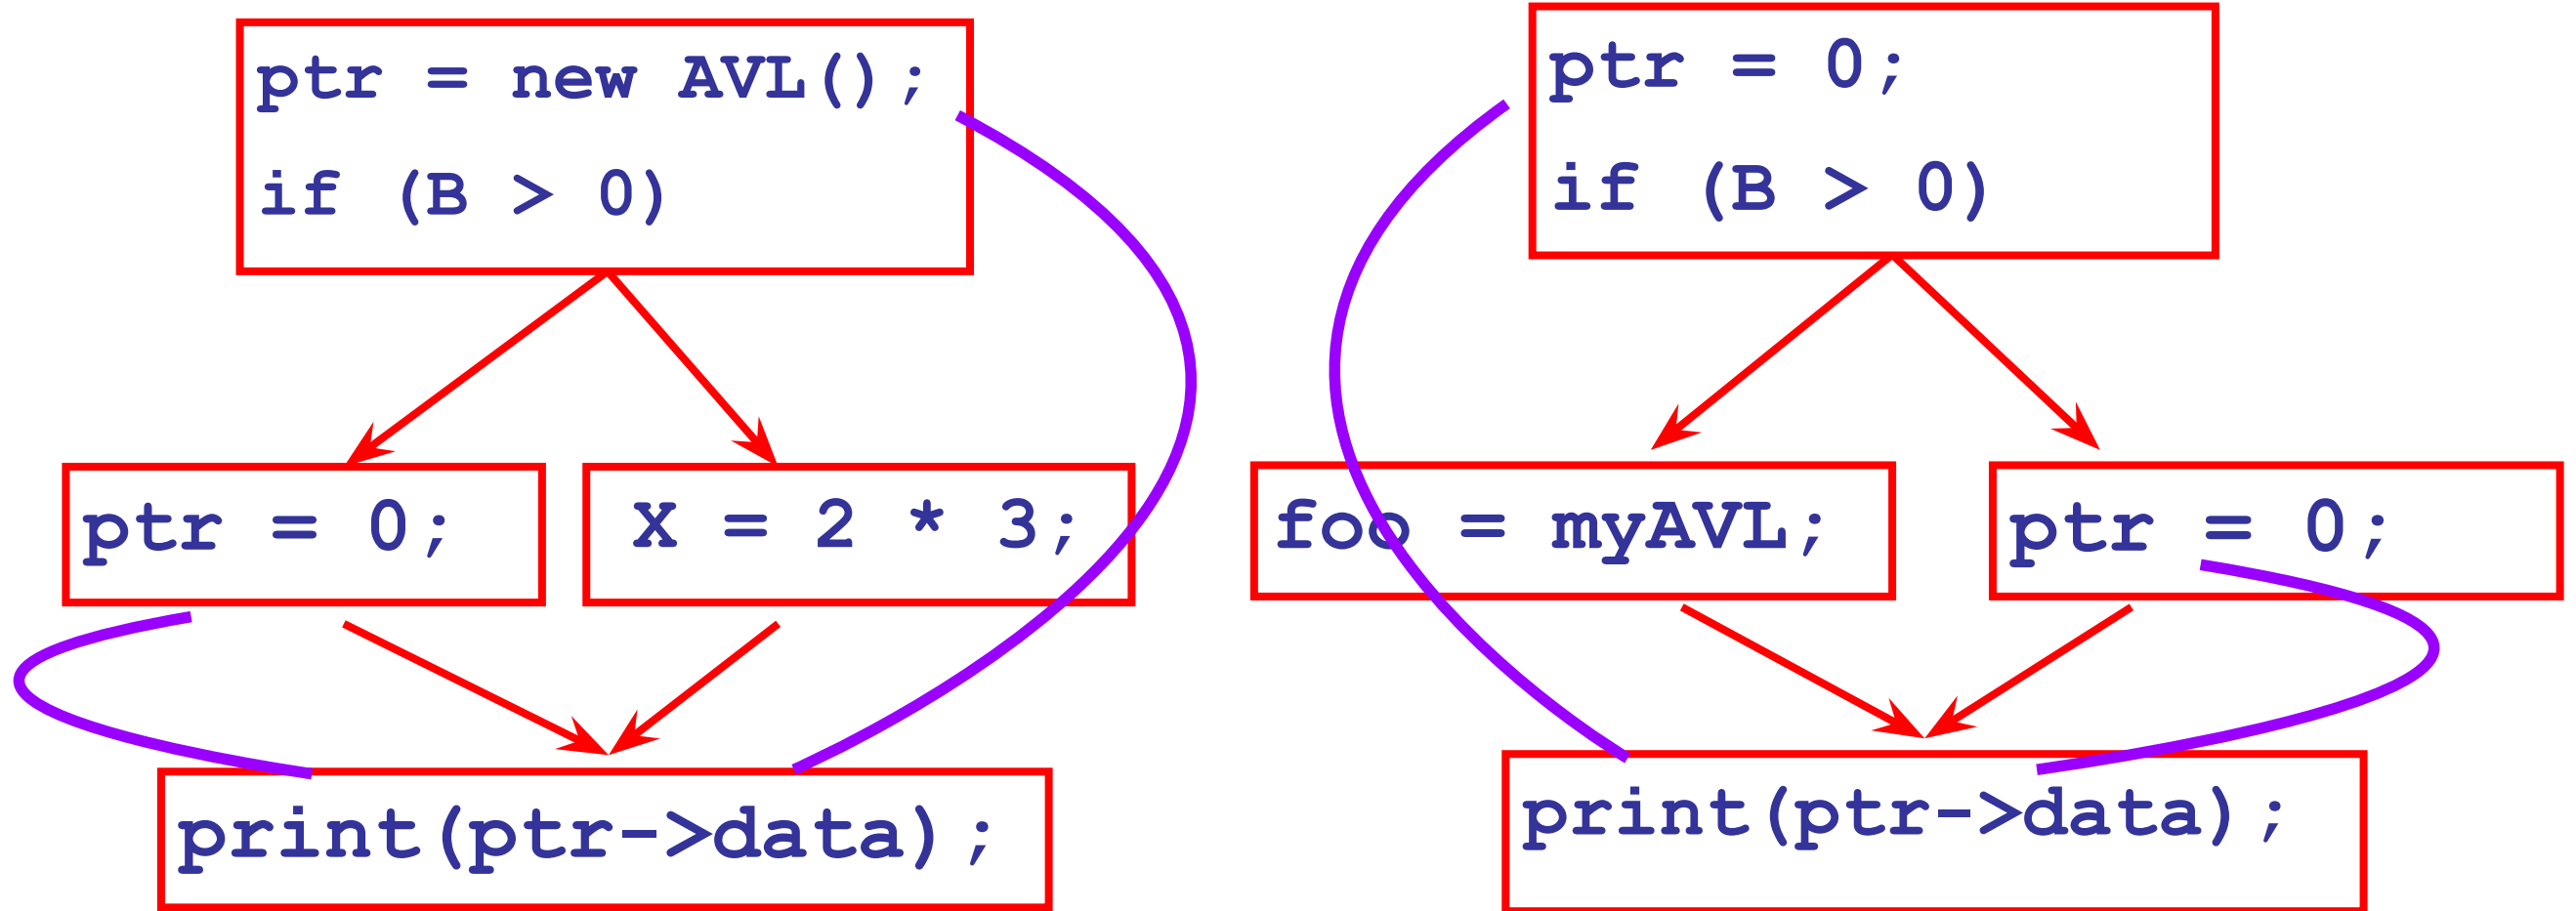 ptr = new AVL();
if (B > 0)
ptr = 0;
X = 2 * 3;
print(ptr->data);
ptr = 0;
if (B > 0)
foo = myAVL;
ptr = 0;
print(ptr->data);